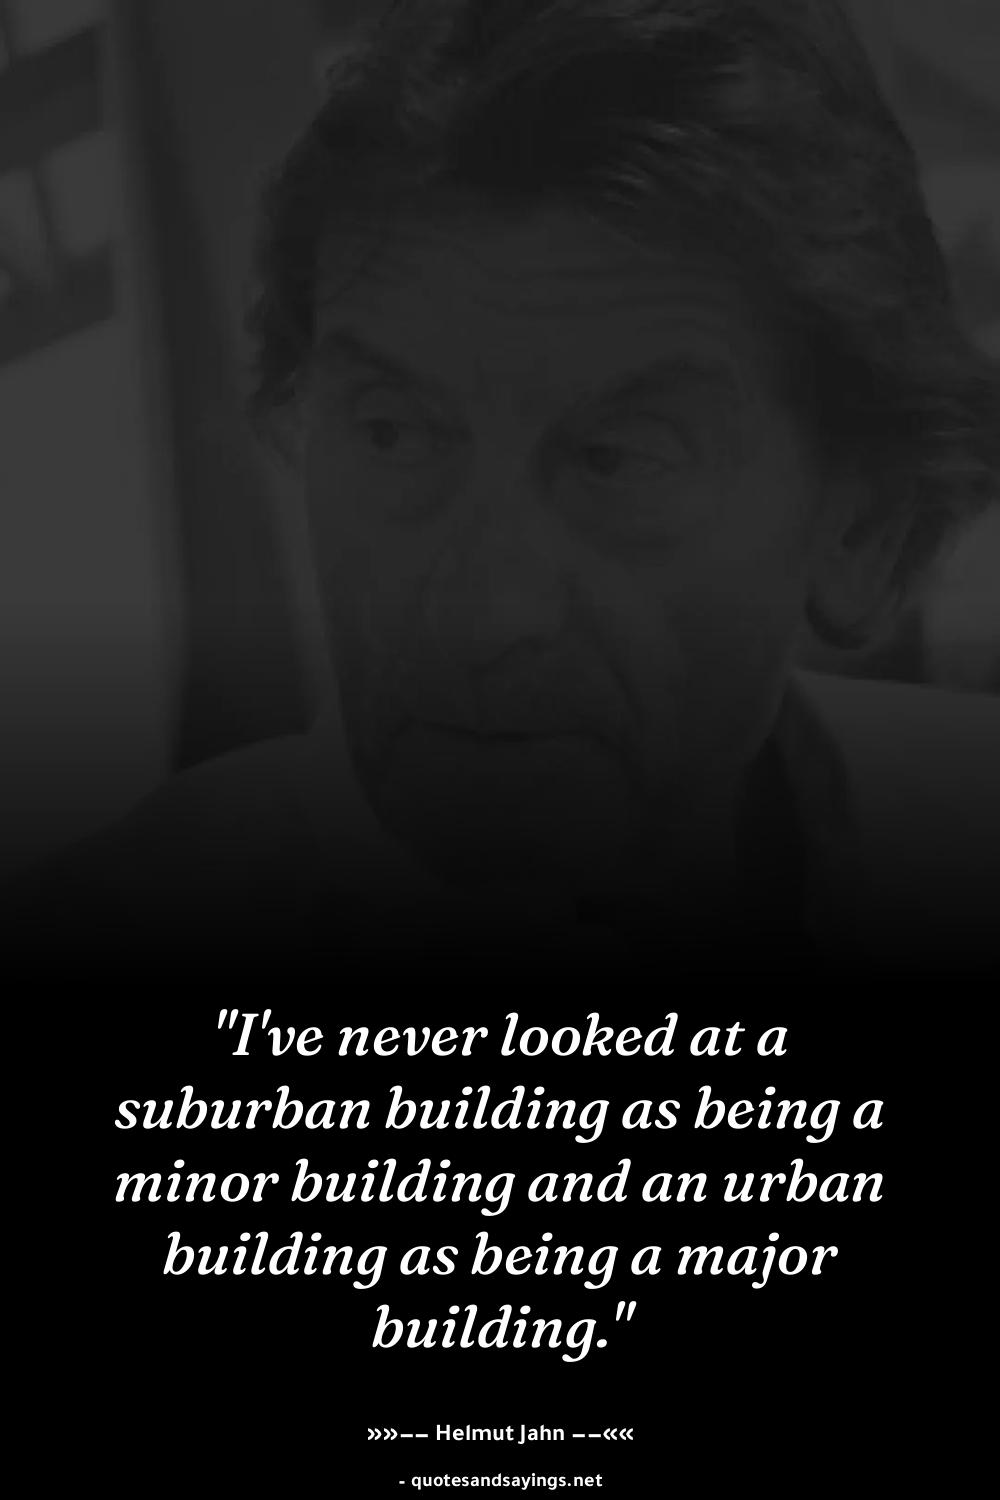 "I've never looked at a
suburban building as being a
minor building and an urban
building as being a major
building."
»»−− Helmut Jahn −−««
- quotesandsayings.net